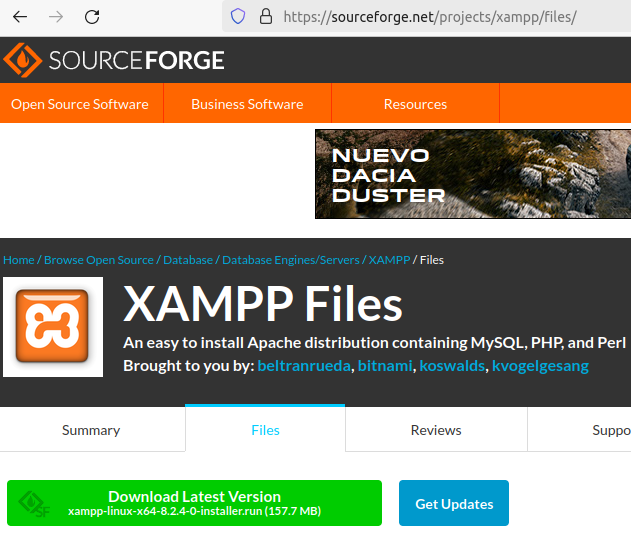 https://sourceforge.net/projects/xampp/files/
SOURCEFORGE
Open Source Software
Business Software
Resources
NUEVO
DACIA
DUSTER
Home / Browse Open Source / Database / Database Engines/Servers / XAMPP / Files
XAMPP Files
An easy to install Apache distribution containing MySQL, PHP, and Perl
Brought to you by: beltranrueda, bitnami, koswalds, kvogelgesang
Summary
Files
Reviews
Suppo
Download Latest Version
xampp-linux-x64-8.2.4-0-installer.run (157.7 MB)
SF
Get Updates